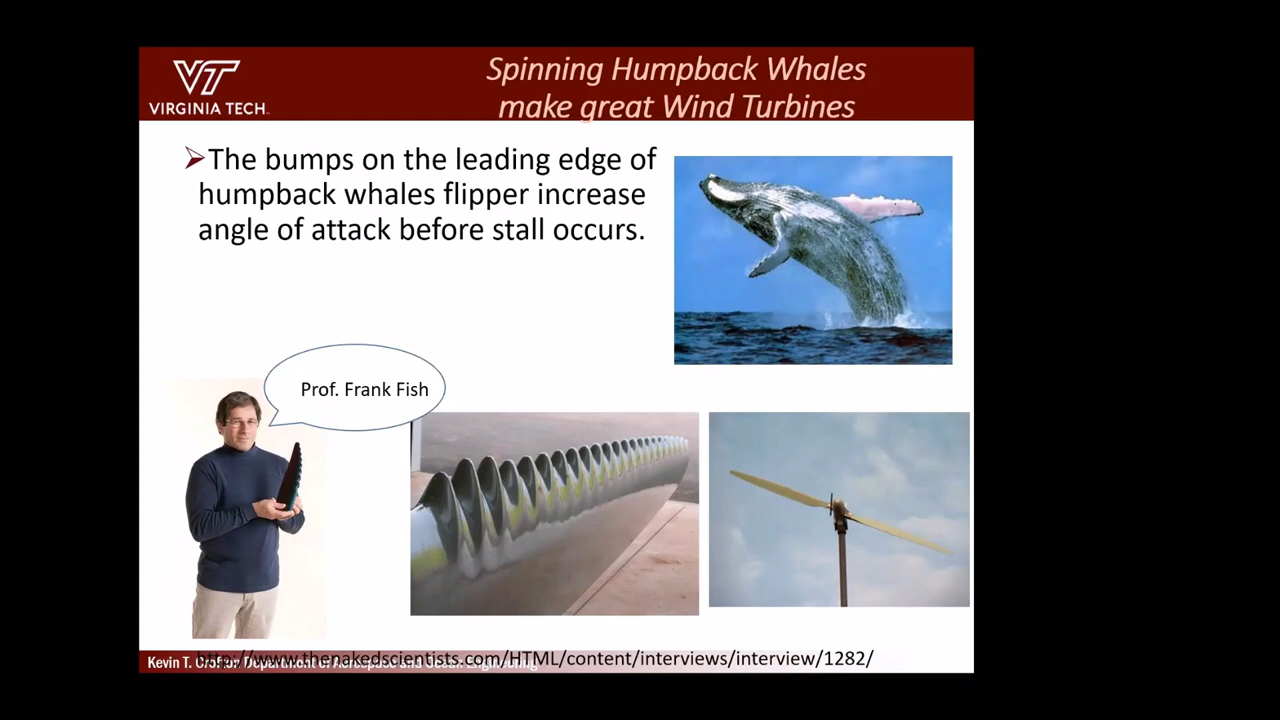 VT
VIRGINIA TECH
Spinning Humpback Whales
make great Wind Turbines
The bumps on the leading edge of
humpback whales flipper increase
angle of attack before stall occurs.
Prof. Frank Fish
Kevin T. Crofton Department of Aerospace and Ocean Engineering
http://www.thenakedscientists.com/HTML/content/interviews/interview/1282/